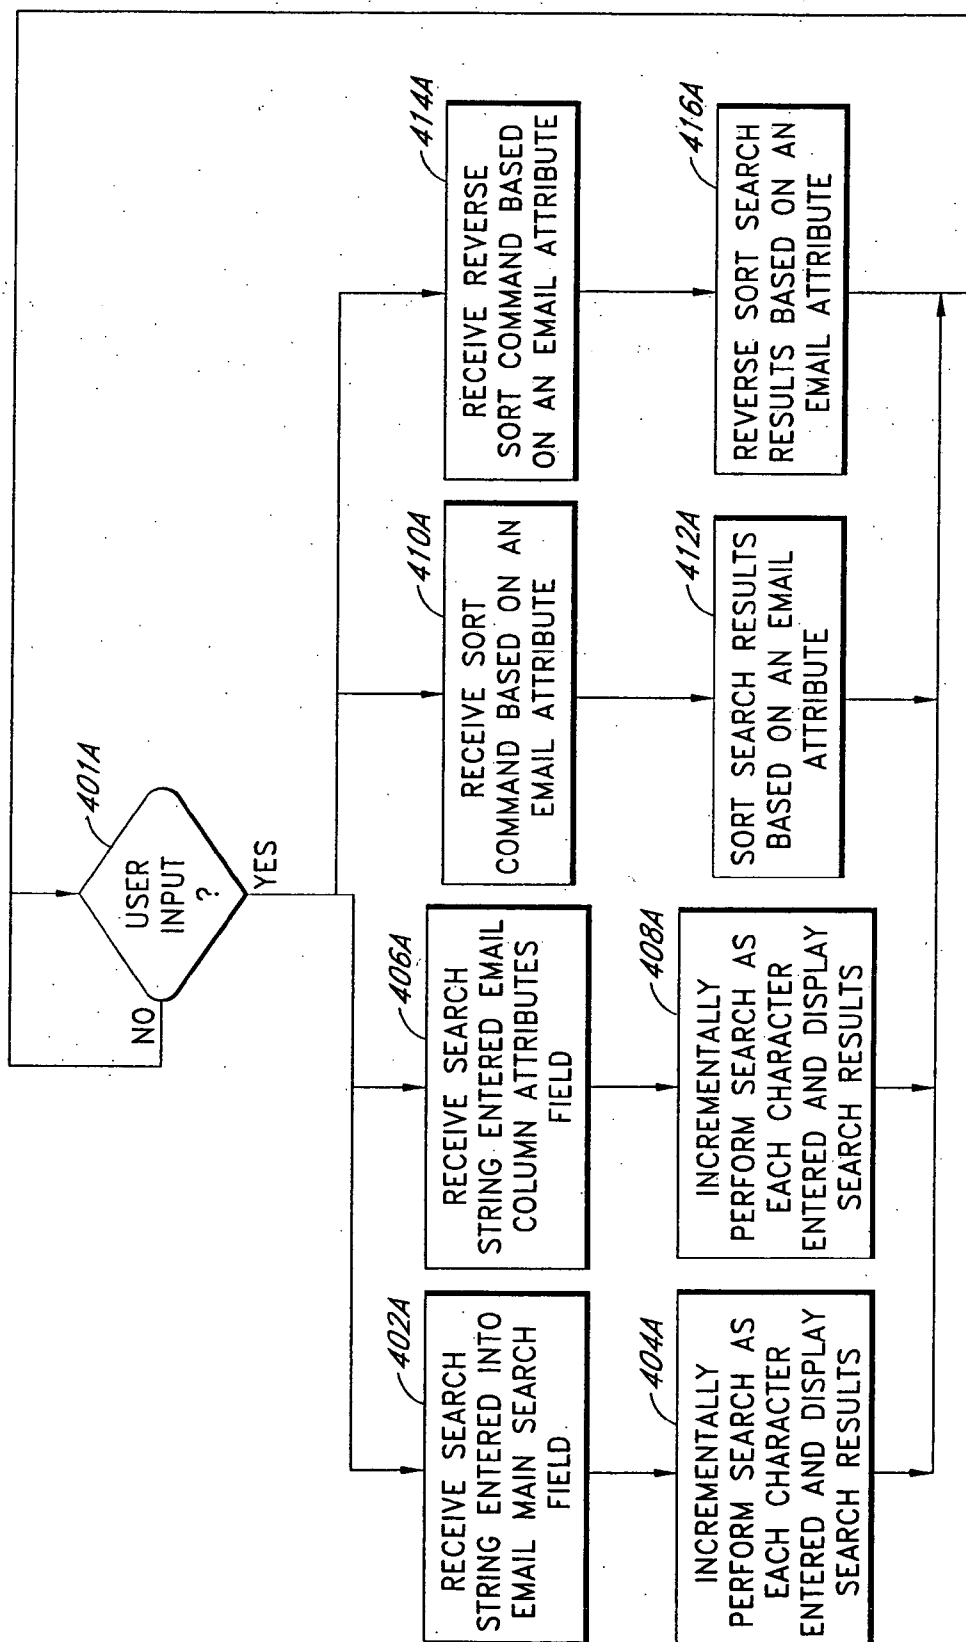 401A
USER
INPUT
?
NO
YES
402A
RECEIVE SEARCH
STRING ENTERED INTO
EMAIL MAIN SEARCH
FIELD
406A
RECEIVE SEARCH
STRING ENTERED EMAIL
COLUMN ATTRIBUTES
FIELD
410A
RECEIVE SORT
COMMAND BASED ON AN
EMAIL ATTRIBUTE
414A
RECEIVE REVERSE
SORT COMMAND BASED
ON AN EMAIL ATTRIBUTE
404A
INCREMENTALLY
PERFORM SEARCH AS
EACH CHARACTER
ENTERED AND DISPLAY
SEARCH RESULTS
408A
INCREMENTALLY
PERFORM SEARCH AS
EACH CHARACTER
ENTERED AND DISPLAY
SEARCH RESULTS
412A
SORT SEARCH RESULTS
BASED ON AN EMAIL
ATTRIBUTE
416A
REVERSE SORT SEARCH
RESULTS BASED ON AN
EMAIL ATTRIBUTE